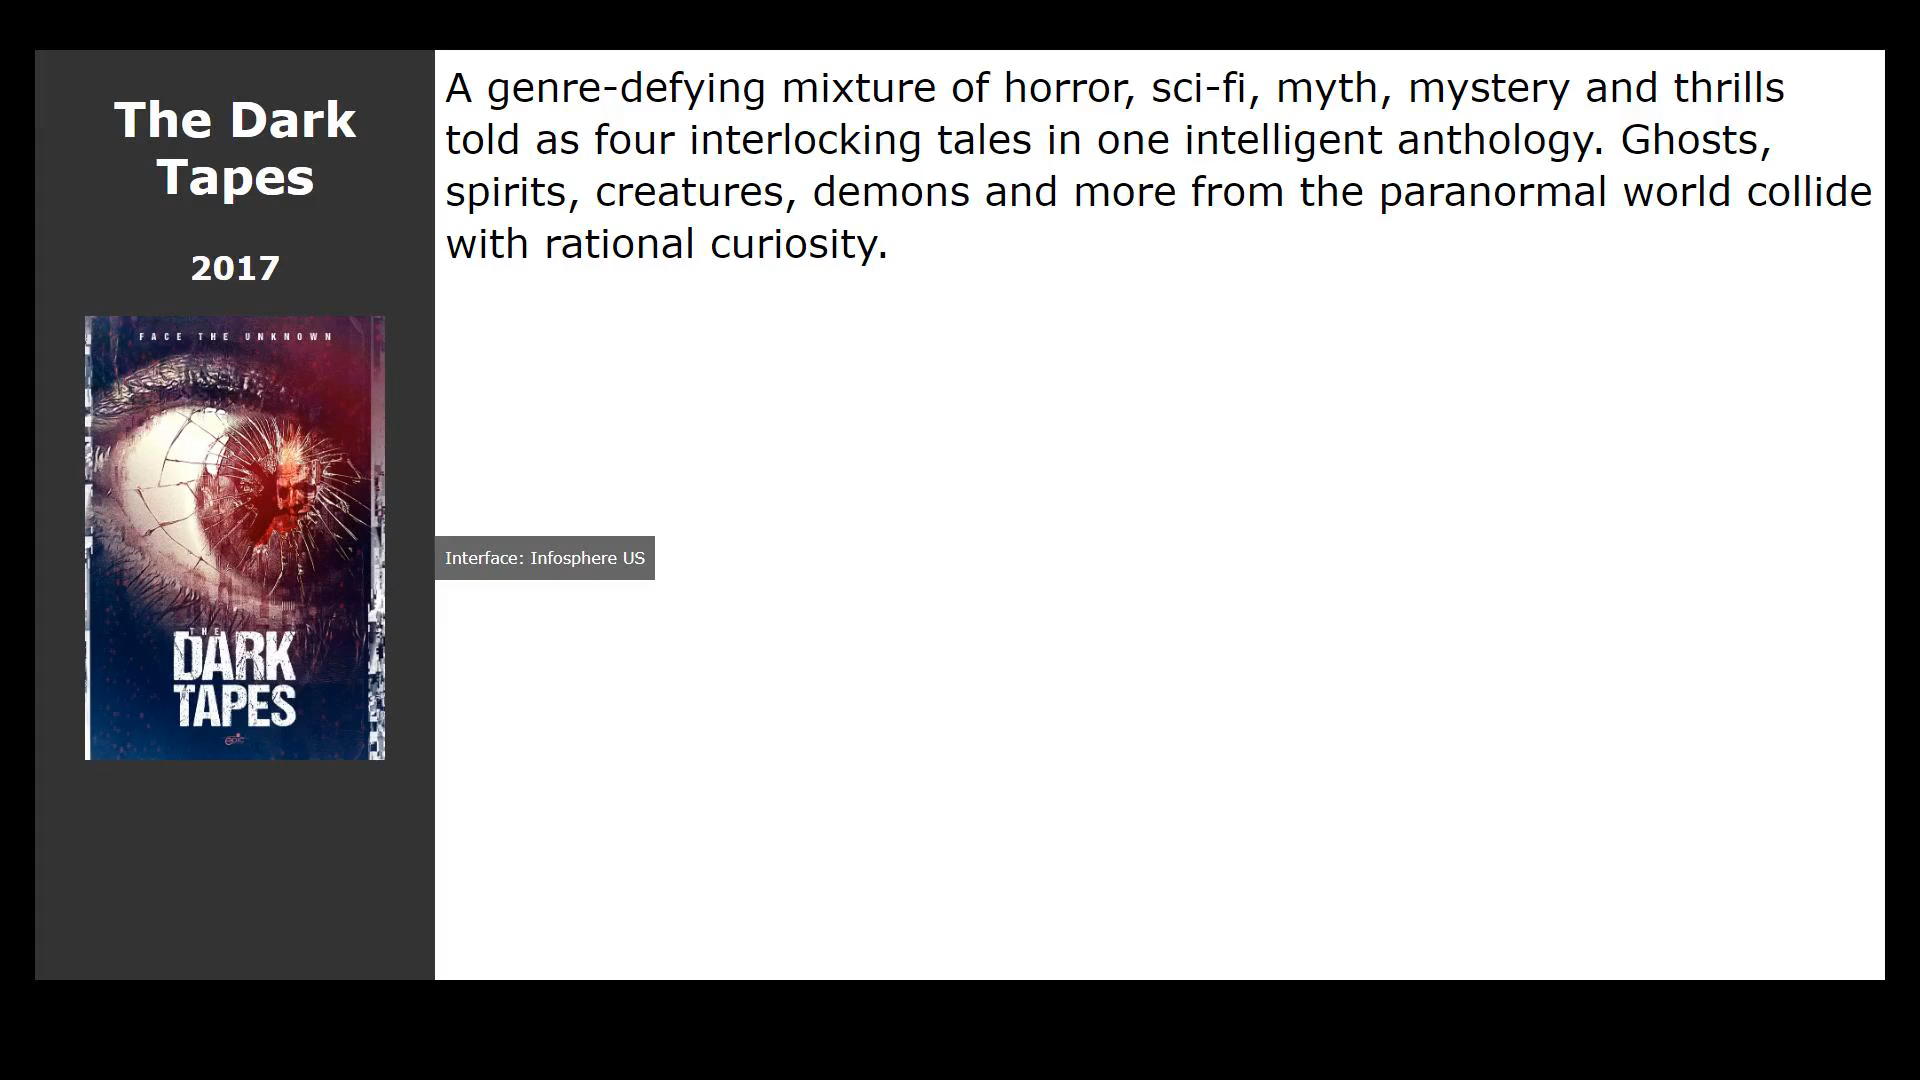 The Dark
Tapes
2017
FACE THE UNKNOWN
THE
DARK
TAPES
epic
A genre-defying mixture of horror, sci-fi, myth, mystery and thrills
told as four interlocking tales in one intelligent anthology. Ghosts,
spirits, creatures, demons and more from the paranormal world collide
with rational curiosity.
Interface: Infosphere US